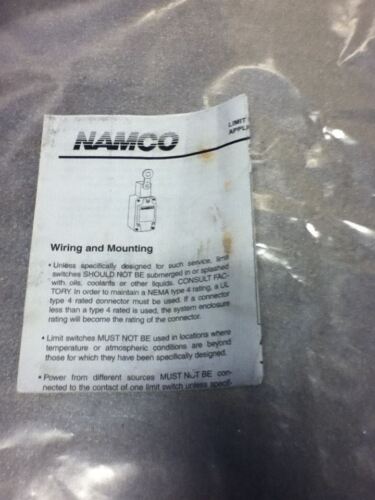 NAMCO
LIMIT
Wiring and Mounting
• Unless specifically designed for such service, limit
switches SHOULD NOT BE submerged in or splashed
with oils, coolants or other liquids. CONSULT FAC-
TORY. In order to maintain a NEMA type 4 rating, a UL
type 4 rated connector must be used. If a connector
less than a type 4 rated is used, the system enclosure
rating will become the rating of the connector.
• Limit switches MUST NOT BE used in locations where
temperature or atmospheric conditions are beyond
those for which they have been specifically designed.
• Power from different sources MUST NOT BE con-
nected to the contact of one limit switch unless specif-